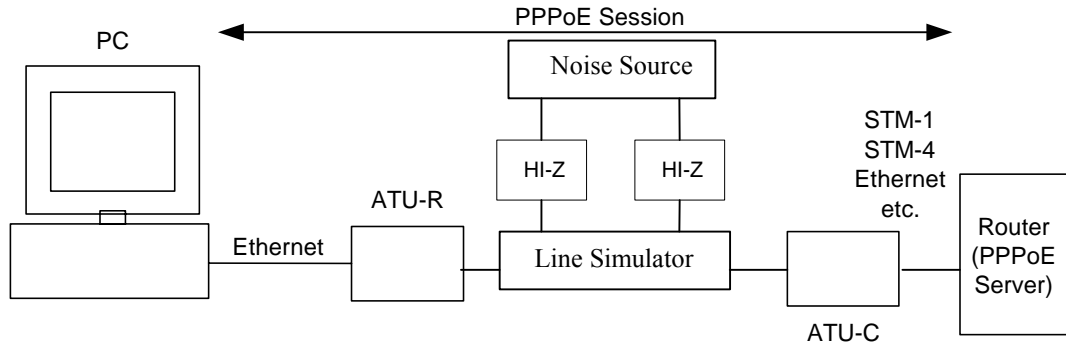 PPPoE Session
PC
Noise Source
HI-Z
HI-Z
STM-1
STM-4
Ethernet
etc.
ATU-R
Ethernet
Line Simulator
Router
(PPPoE
Server)
ATU-C